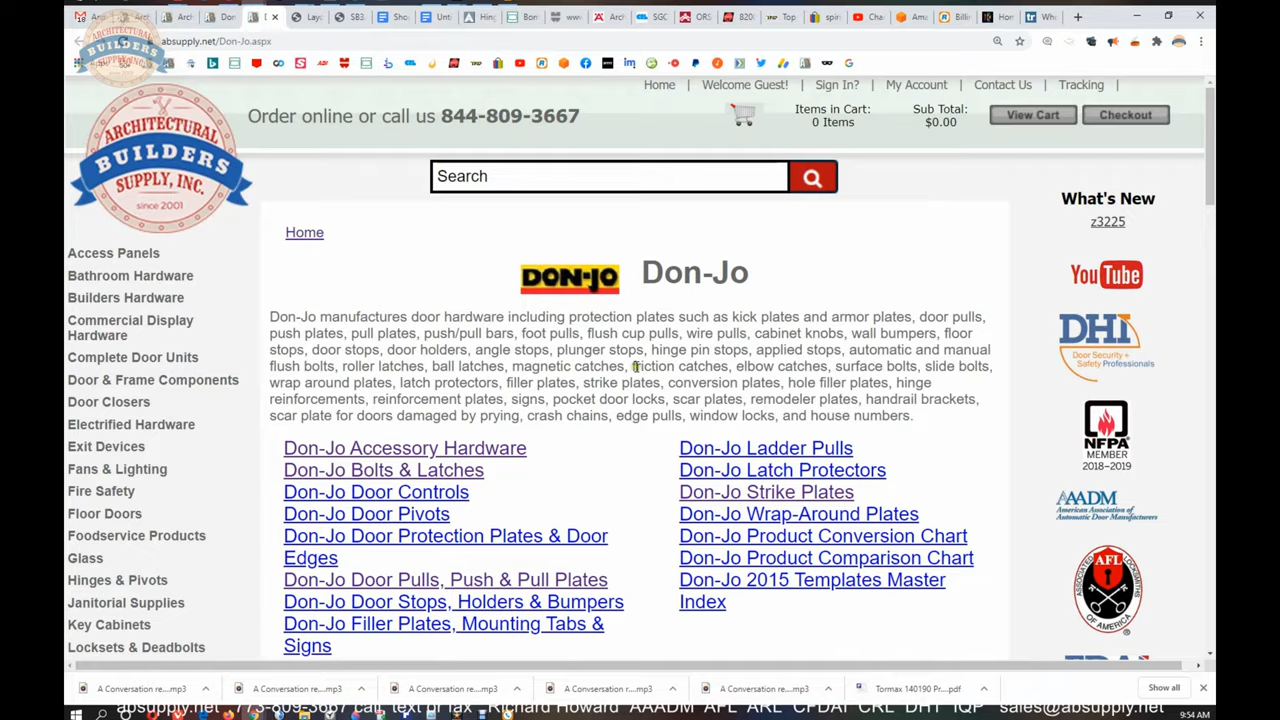 absupply.net/Don-Jo.aspx
Home | Welcome Guest! | Sign In? | My Account | Contact Us | Tracking |
ARCHITECTURAL
BUILDERS
SUPPLY, INC.
since 2001
Order online or call us 844-809-3667
Items in Cart:
0 Items
Sub Total:
$0.00
View Cart
Checkout
Search
Access Panels
Bathroom Hardware
Builders Hardware
Commercial Display
Hardware
Complete Door Units
Door & Frame Components
Door Closers
Electrified Hardware
Exit Devices
Fans & Lighting
Fire Safety
Floor Doors
Foodservice Products
Glass
Hinges & Pivots
Janitorial Supplies
Key Cabinets
Locksets & Deadbolts
Home
DON-JO
Don-Jo
Don-Jo manufactures door hardware including protection plates such as kick plates and armor plates, door pulls,
push plates, pull plates, push/pull bars, foot pulls, flush cup pulls, wire pulls, cabinet knobs, wall bumpers, floor
stops, door stops, door holders, angle stops, plunger stops, hinge pin stops, applied stops, automatic and manual
flush bolts, roller latches, ball latches, magnetic catches, friction catches, elbow catches, surface bolts, slide bolts,
wrap around plates, latch protectors, filler plates, strike plates, conversion plates, hole filler plates, hinge
reinforcements, reinforcement plates, signs, pocket door locks, scar plates, remodeler plates, handrail brackets,
scar plate for doors damaged by prying, crash chains, edge pulls, window locks, and house numbers.
Don-Jo Accessory Hardware
Don-Jo Bolts & Latches
Don-Jo Door Controls
Don-Jo Door Pivots
Don-Jo Door Protection Plates & Door
Edges
Don-Jo Door Pulls, Push & Pull Plates
Don-Jo Door Stops, Holders & Bumpers
Don-Jo Filler Plates, Mounting Tabs &
Signs
Don-Jo Ladder Pulls
Don-Jo Latch Protectors
Don-Jo Strike Plates
Don-Jo Wrap-Around Plates
Don-Jo Product Conversion Chart
Don-Jo Product Comparison Chart
Don-Jo 2015 Templates Master
Index
What's New
z3225
YouTube
DHI
Door Security + Safety
FOUNDATION
NFPA
MEMBER
2018-2019
AAADM
American Association of
Automatic Door Manufacturers
ASSOCIATED
AFL
LOCKSMITHS
OF AMERICA
A Conversation re....mp3
A Conversation re....mp3
A Conversation re....mp3
A Convsersation re....mp3
A Conversation re....mp3
Tormax 140190 Pr....pdf
Show all
absupply.net 773-809-3667 call, text or fax - Richard Howard AAADM AFL ARL CFDAI CRL DHT IQP sales@absupply.net
9:54 AM